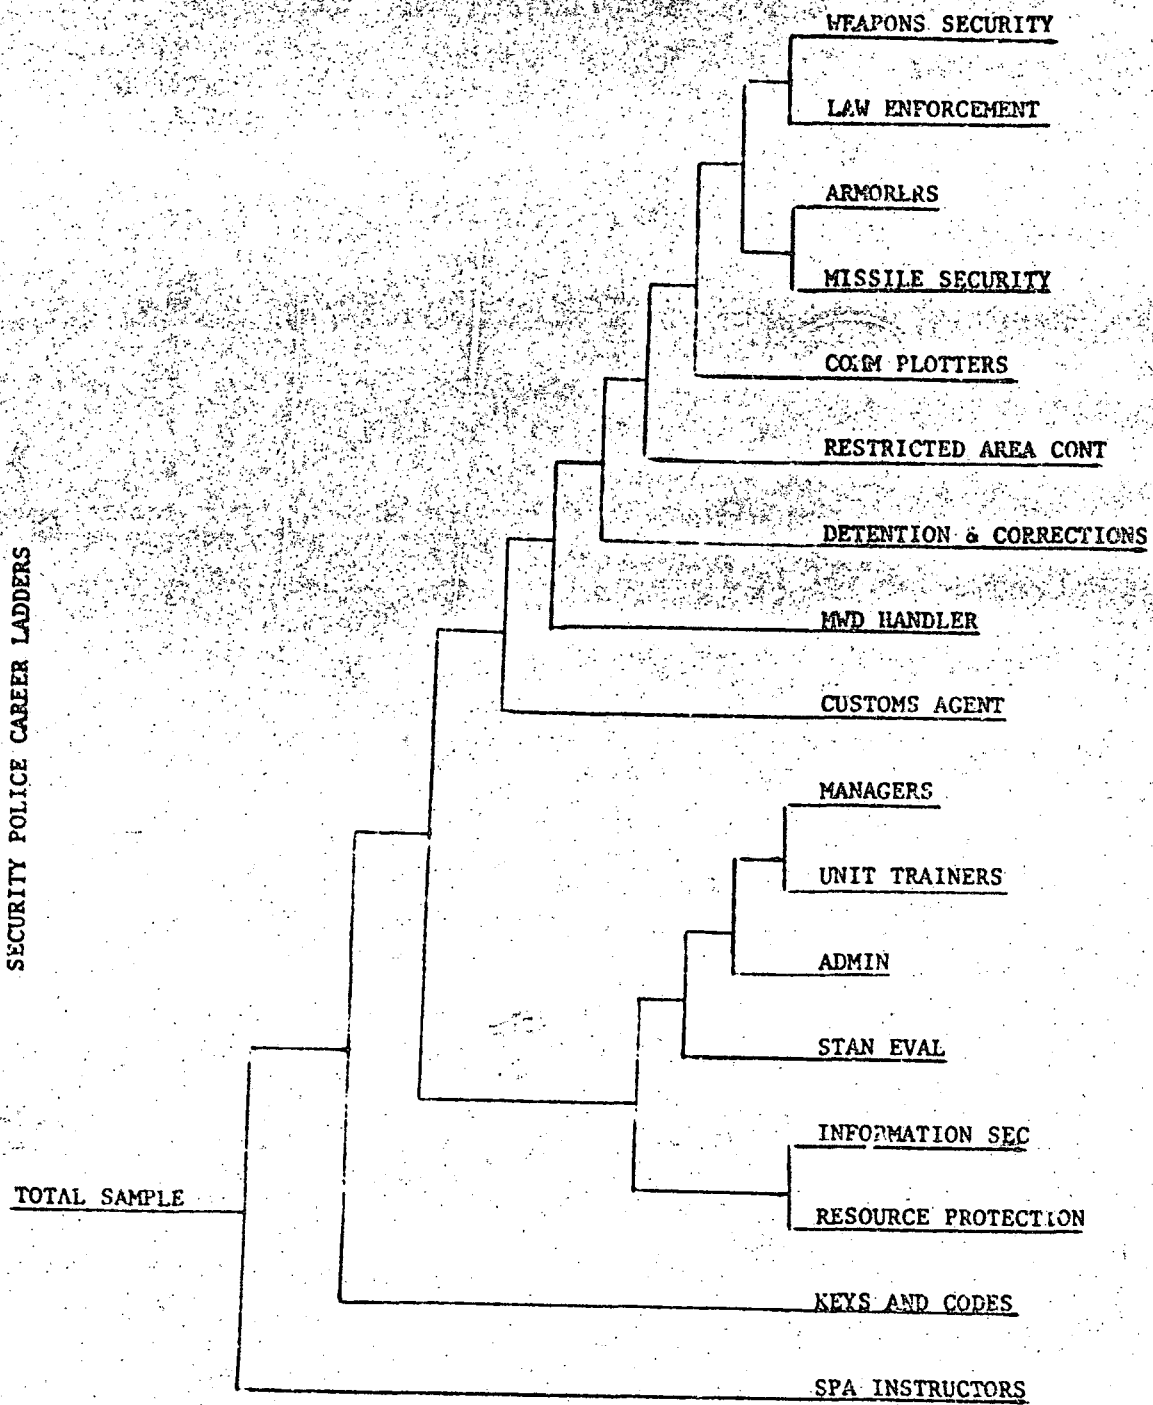 WEAPONS SECURITY
LAW ENFORCEMENT
ARMORERS
MISSILE SECURITY
COMM PLOTTERS
RESTRICTED AREA CONT
DETENTION & CORRECTIONS
MWD HANDLER
CUSTOMS AGENT
MANAGERS
UNIT TRAINERS
ADMIN
STAN EVAL
INFORMATION SEC
RESOURCE PROTECTION
KEYS AND CODES
SPA INSTRUCTORS
TOTAL SAMPLE
SECURITY POLICE CAREER LADDERS